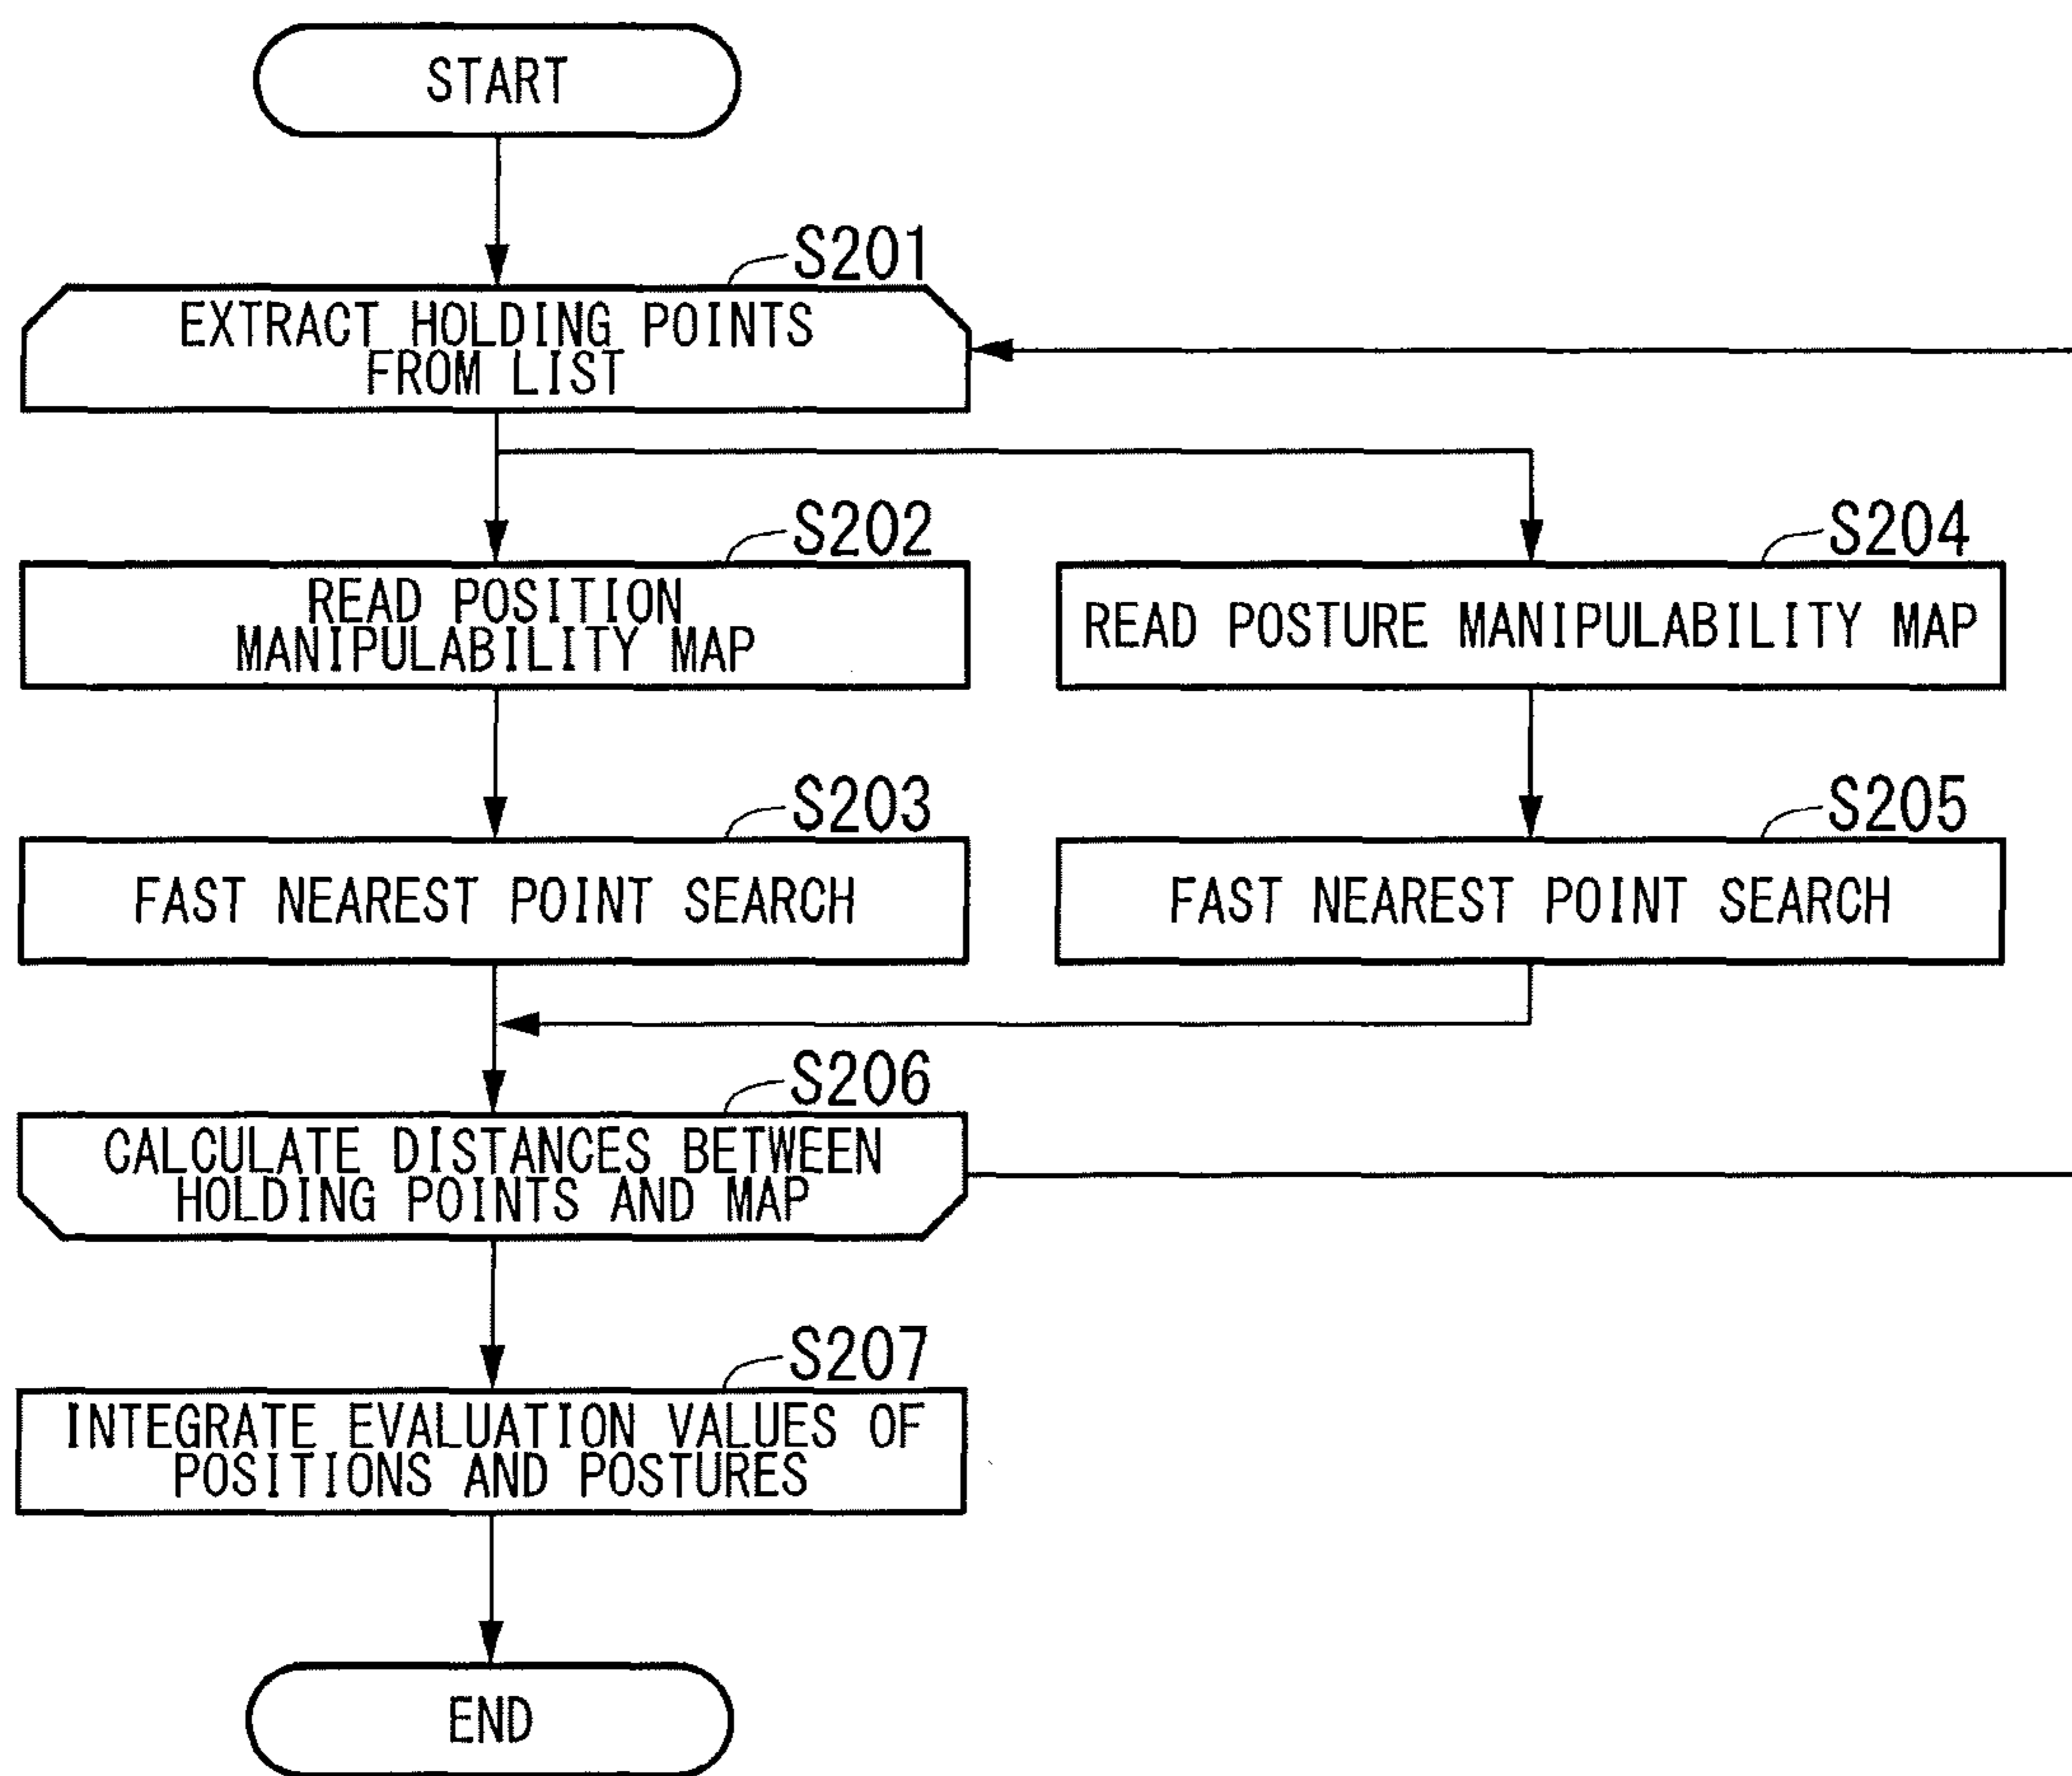 START
S201
EXTRACT HOLDING POINTS
FROM LIST
S202
READ POSITION
MANIPULABILITY MAP
S204
READ POSTURE MANIPULABILITY MAP
S203
FAST NEAREST POINT SEARCH
S205
FAST NEAREST POINT SEARCH
S206
CALCULATE DISTANCES BETWEEN
HOLDING POINTS AND MAP
S207
INTEGRATE EVALUATION VALUES OF
POSITIONS AND POSTURES
END